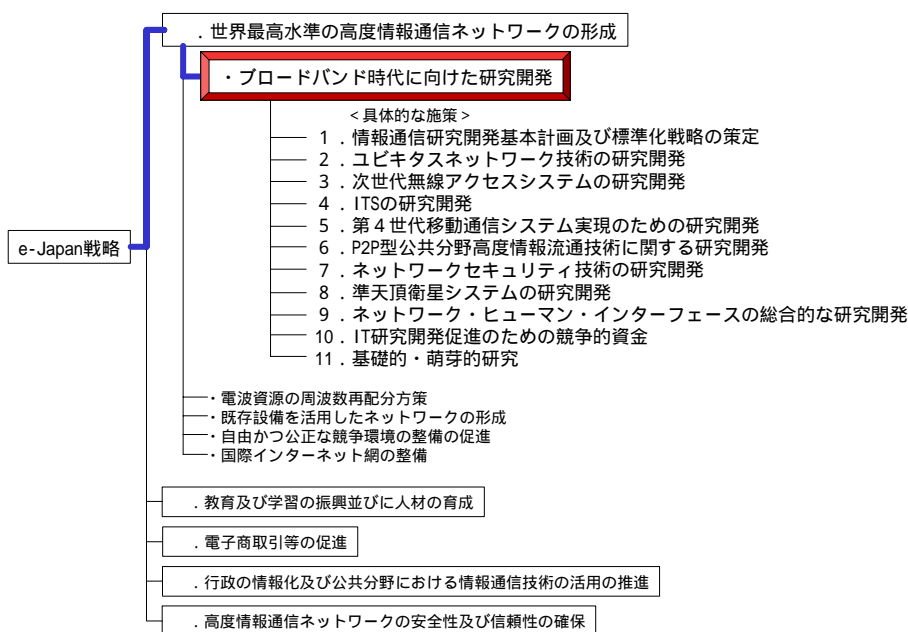 ．世界最高水準の高度情報通信ネットワークの形成
・ブロードバンド時代に向けた研究開発
＜具体的な施策＞
１．情報通信研究開発基本計画及び標準化戦略の策定
２．ユビキタスネットワーク技術の研究開発
３．次世代無線アクセスシステムの研究開発
４．ITSの研究開発
５．第４世代移動通信システム実現のための研究開発
e-Japan戦略
６．P2P型公共分野高度情報流通技術に関する研究開発
７．ネットワークセキュリティ技術の研究開発
８．準天頂衛星システムの研究開発
９．ネットワーク・ヒューマン・インターフェースの総合的な研究開発
10．IT研究開発促進のための競争的資金
11．基礎的・萌芽的研究
・電波資源の周波数再配分方策
・既存設備を活用したネットワークの形成
・自由かつ公正な競争環境の整備の促進
・国際インターネット網の整備
．教育及び学習の振興並びに人材の育成
．電子商取引等の促進
．行政の情報化及び公共分野における情報通信技術の活用の推進
．高度情報通信ネットワークの安全性及び信頼性の確保